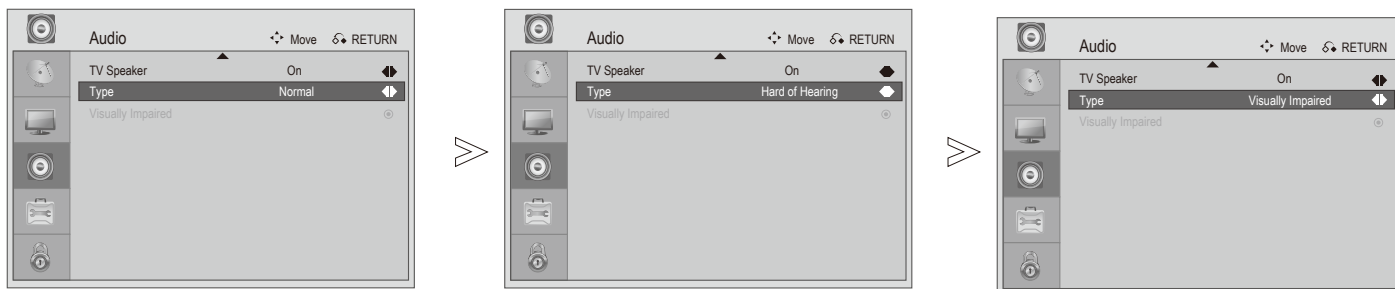 Audio Move RETURN
TV Speaker On
Type Normal
Visually Impaired
Audio Move RETURN
TV Speaker On
Type Hard of Hearing
Visually Impaired
Audio Move RETURN
TV Speaker On
Type Visually Impaired
Visually Impaired